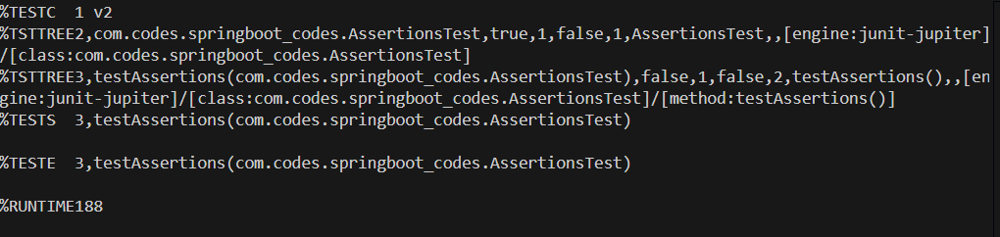 %TESTC  1 v2
%TSTTREE2,com.codes.springboot_codes.AssertionsTest,true,1,false,1,AssertionsTest,,[engine:junit-jupiter]
/[class:com.codes.springboot_codes.AssertionsTest]
%TSTTREE3,testAssertions(com.codes.springboot_codes.AssertionsTest),false,1,false,2,testAssertions(),,[en
gine:junit-jupiter]/[class:com.codes.springboot_codes.AssertionsTest]/[method:testAssertions()]
%TESTS  3,testAssertions(com.codes.springboot_codes.AssertionsTest)
%TESTE  3,testAssertions(com.codes.springboot_codes.AssertionsTest)
%RUNTIME188